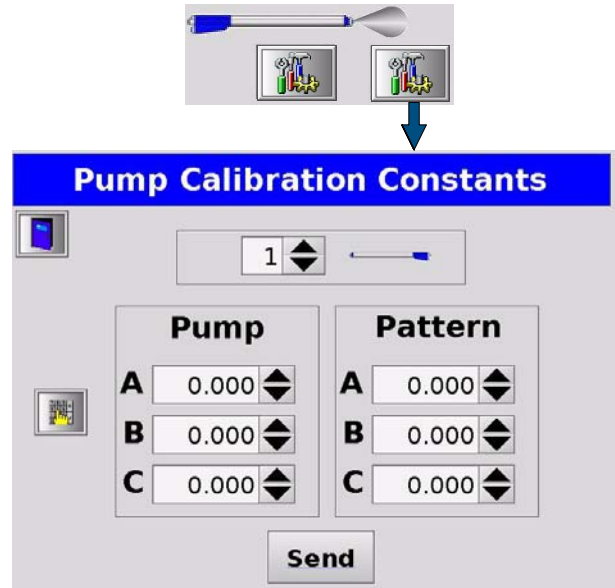 Pump Calibration Constants
1
Pump Pattern
A 0.000 A 0.000
B 0.000 B 0.000
C 0.000 C 0.000
Send